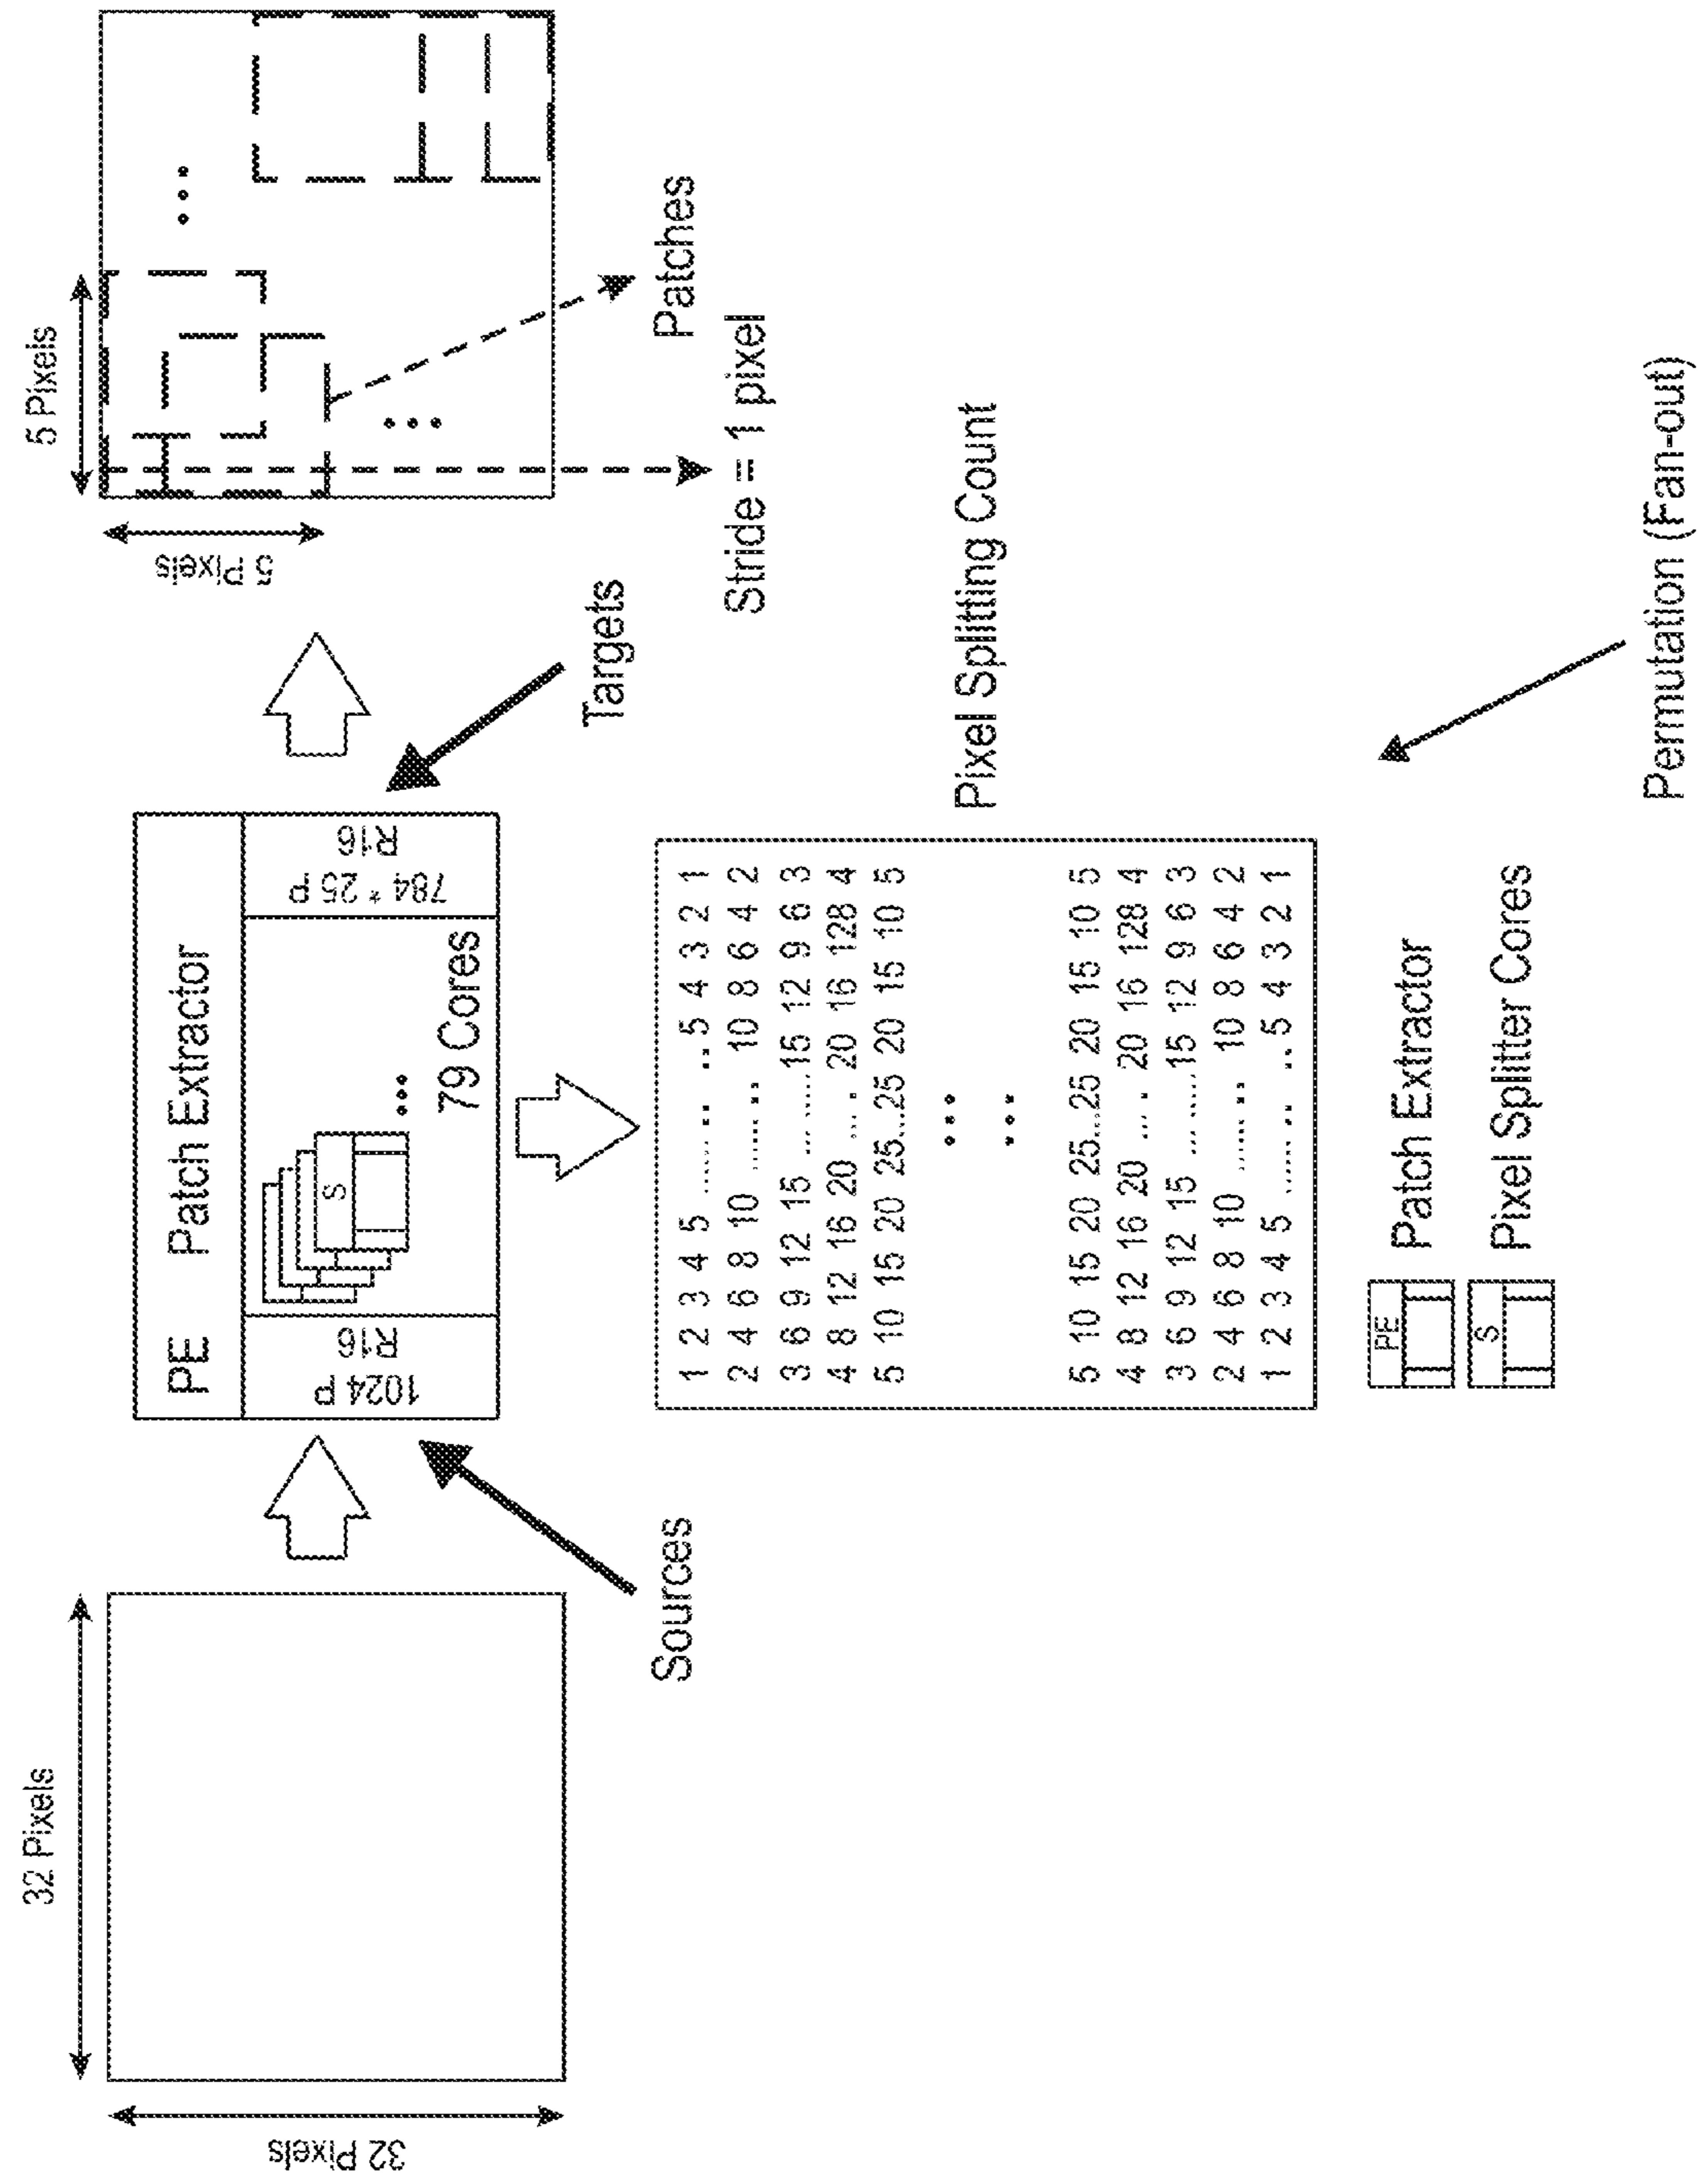 32 Pixels
32 Pixels
Sources
PE Patch Extractor
1024 P
R16
S
79 Cores
784 * 25 P
R16
Targets
5 Pixels
5 Pixels
Patches
Stride = 1 pixel
Pixel Splitting Count
1 2 3 4 5 ...... .. ..5 4 3 2 1
2 4 6 8 10 ...... .. 10 8 6 4 2
3 6 9 12 15 ... .....15 12 9 6 3
4 8 12 16 20 ... . 20 16 128 4
5 10 15 20 25...25 20 15 10 5
...
...
5 10 15 20 25...25 20 15 10 5
4 8 12 16 20 ... . 20 16 128 4
3 6 9 12 15 ... .....15 12 9 6 3
2 4 6 8 10 ...... .. 10 8 6 4 2
1 2 3 4 5 ...... .. ..5 4 3 2 1
PE Patch Extractor
S Pixel Splitter Cores
Permutation (Fan-out)